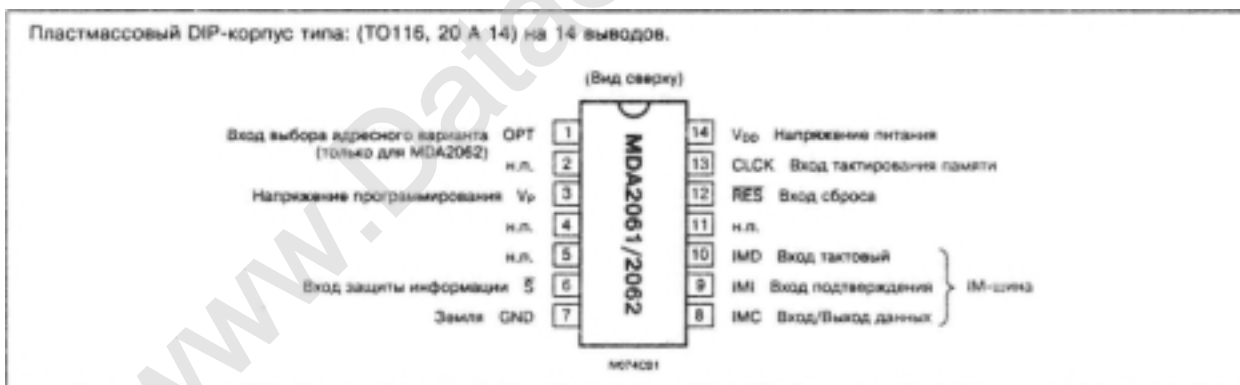 Пластмассовый DIP-корпус типа: (TO116, 20 A 14) на 14 выводов.
(Вид сверху)
Вход выбора адресного варианта OPT 1
(только для MDA2062)
н.п. 2
Напряжение программирования Vp 3
н.п. 4
н.п. 5
Вход защиты информации S̅ 6
Земля GND 7
MDA2061/2062
14 VDD Напряжение питания
13 CLCK Вход тактирования памяти
12 R̅E̅S̅ Вход сброса
11 н.п.
10 IMD Вход тактовый
9 IMI Вход подтверждения
8 IMC Вход/Выход данных
IM-шина
M074C91
www.Datas